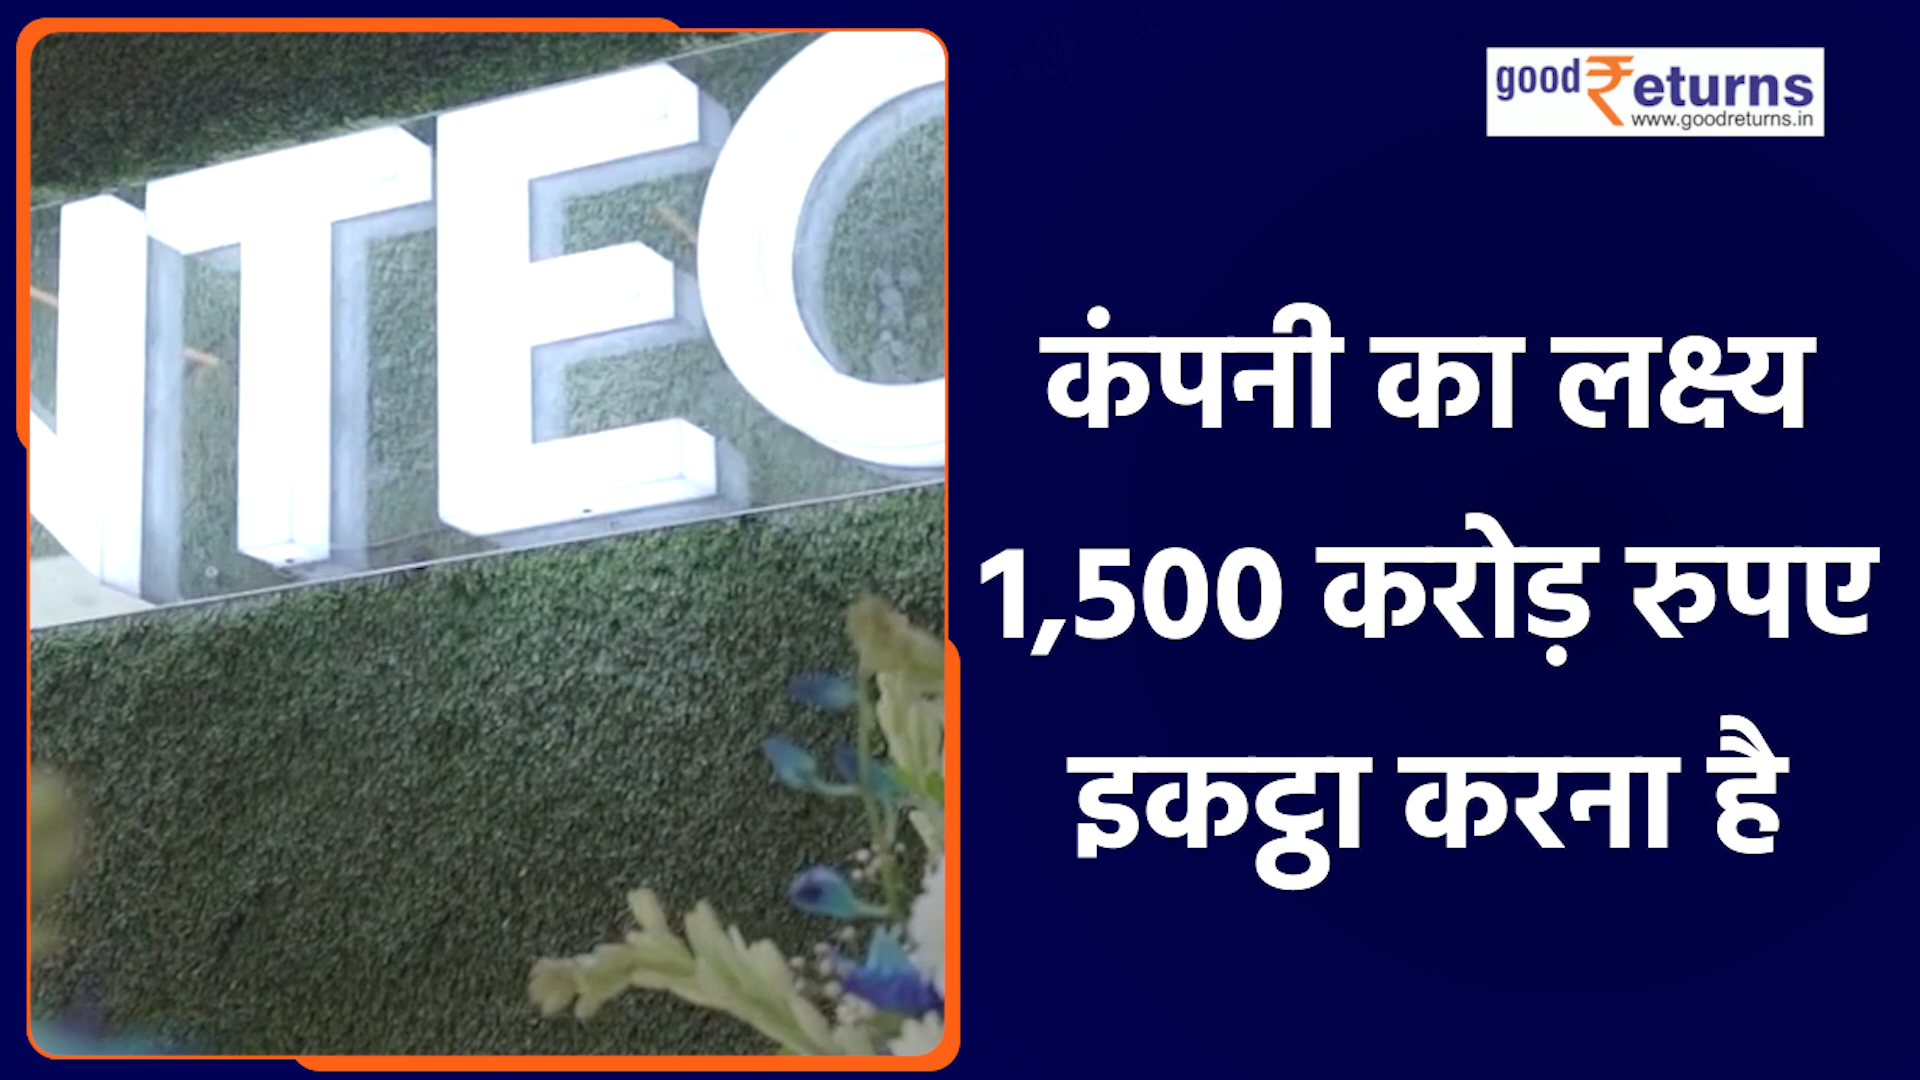 NTEC
good ₹eturns
www.goodreturns.in
कंपनी का लक्ष्य
1,500 करोड़ रुपए
इकट्ठा करना है